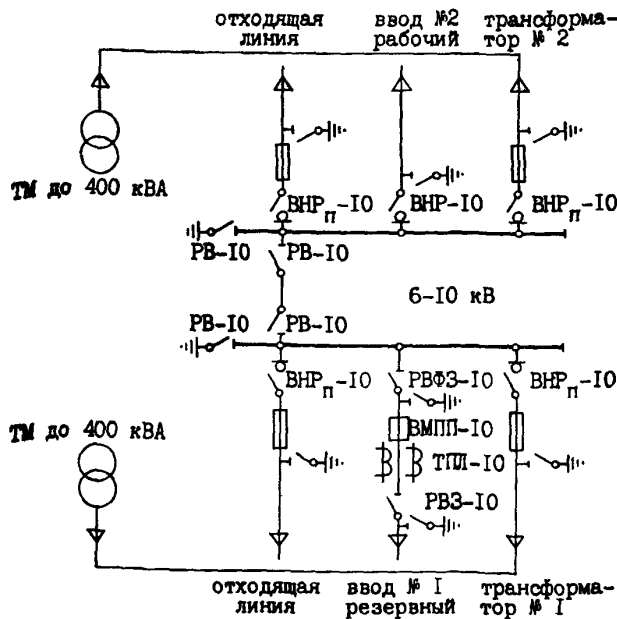 отходящая линия
ввод №2 рабочий
трансформа-
тор № 2
ТМ до 400 кВА
ВНРп-10
ВНР-10
ВНРп-10
РВ-10
РВ-10
6-10 кВ
РВ-10
РВ-10
ВНРп-10
РВФЗ-10
ВНРп-10
ТМ до 400 кВА
ВМПП-10
ТПЛ-10
РВЗ-10
отходящая линия
ввод № I резервный
трансформа-
тор № I